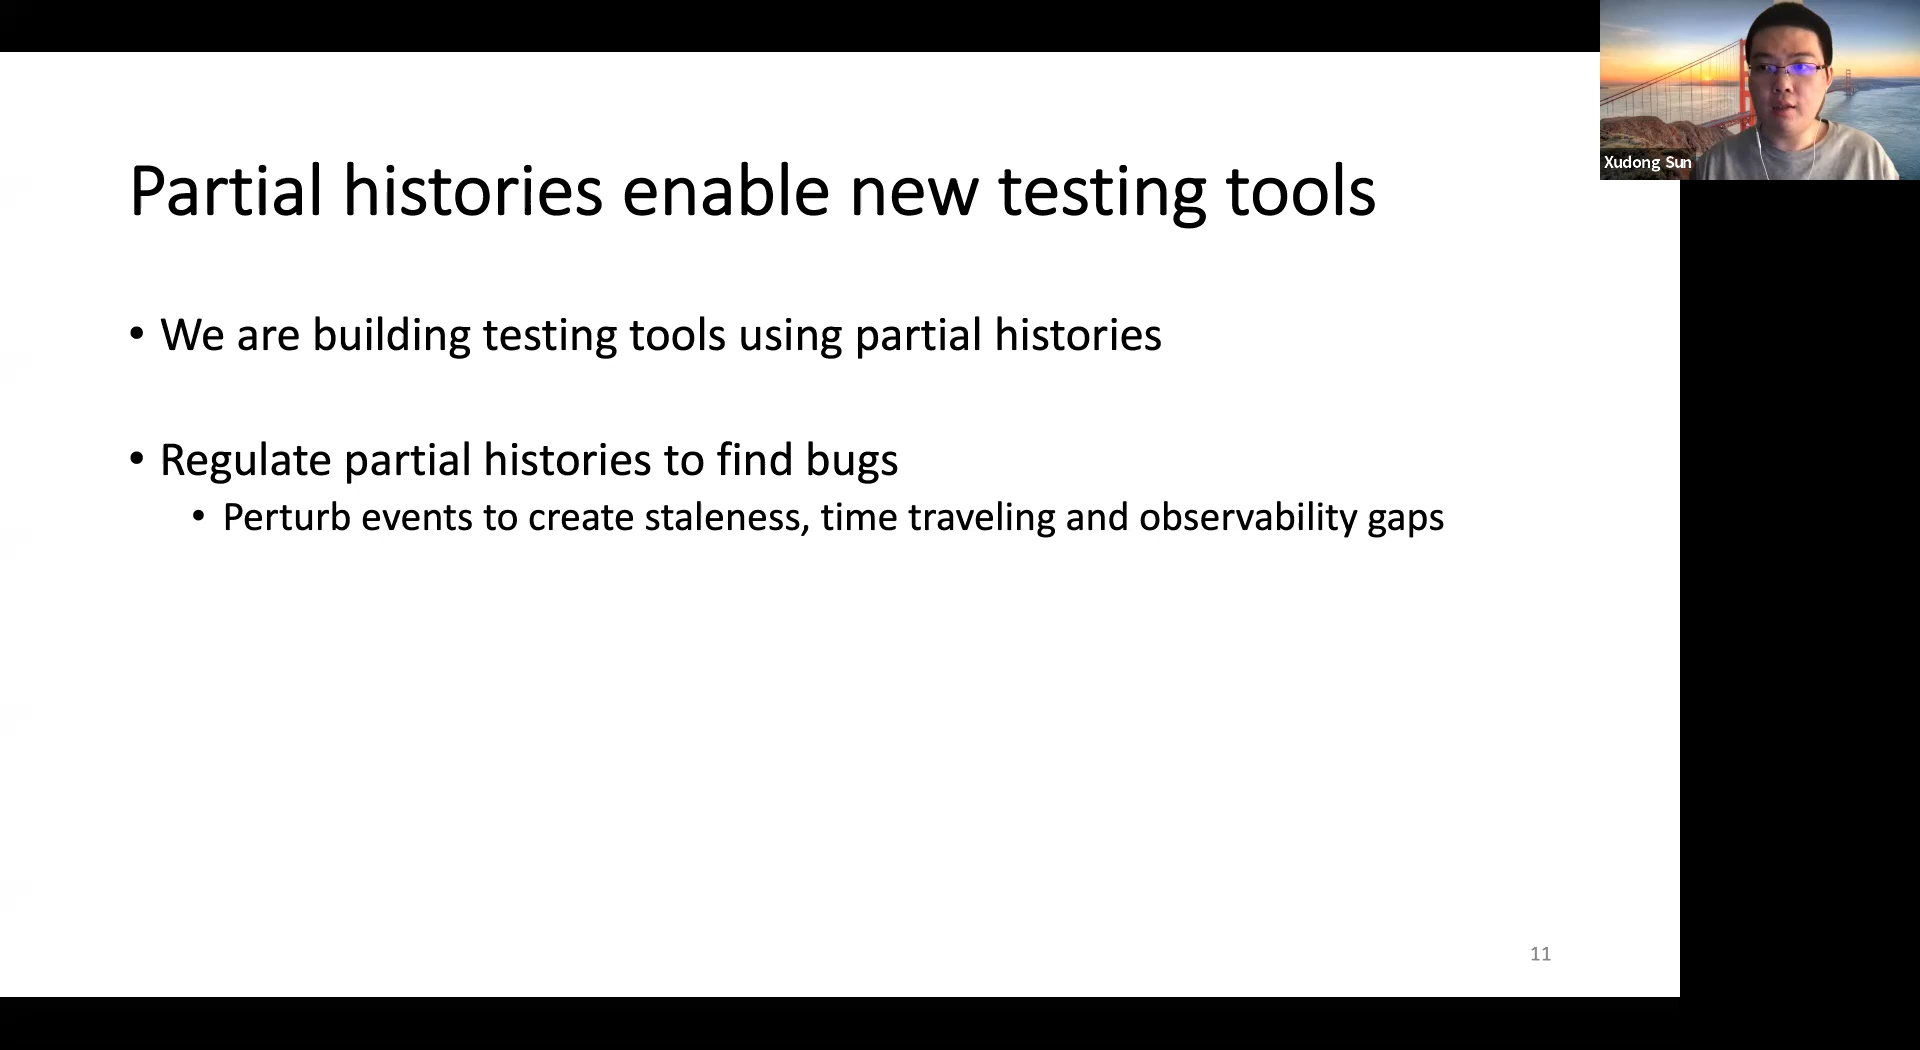 Partial histories enable new testing tools
• We are building testing tools using partial histories
• Regulate partial histories to find bugs
• Perturb events to create staleness, time traveling and observability gaps
11
Xudong Sun